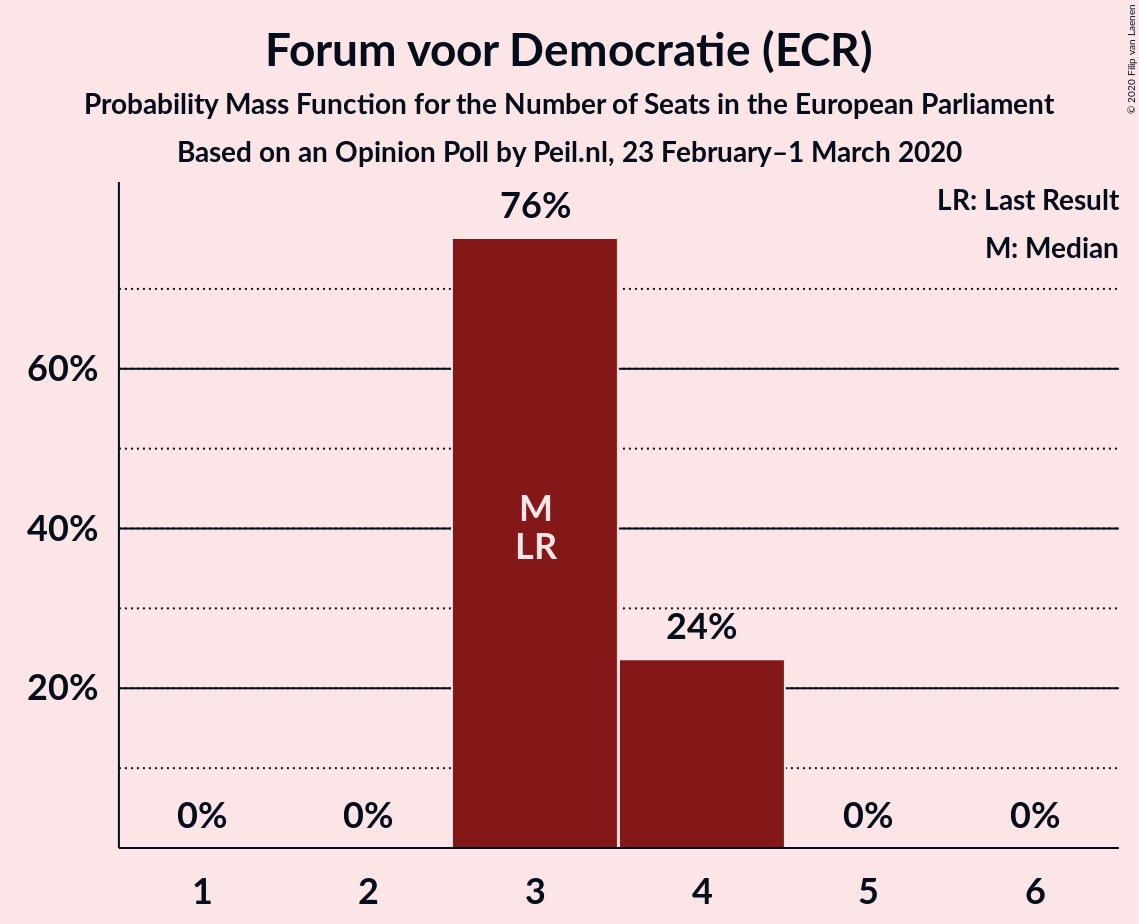 Forum voor Democratie (ECR)
Probability Mass Function for the Number of Seats in the European Parliament
Based on an Opinion Poll by Peil.nl, 23 February–1 March 2020
© 2020 Filip van Laenen
LR: Last Result
M: Median
76%
60%
M
40%
LR
24%
20%
0% 0% 0% 0%
1 2 3 4 5 6